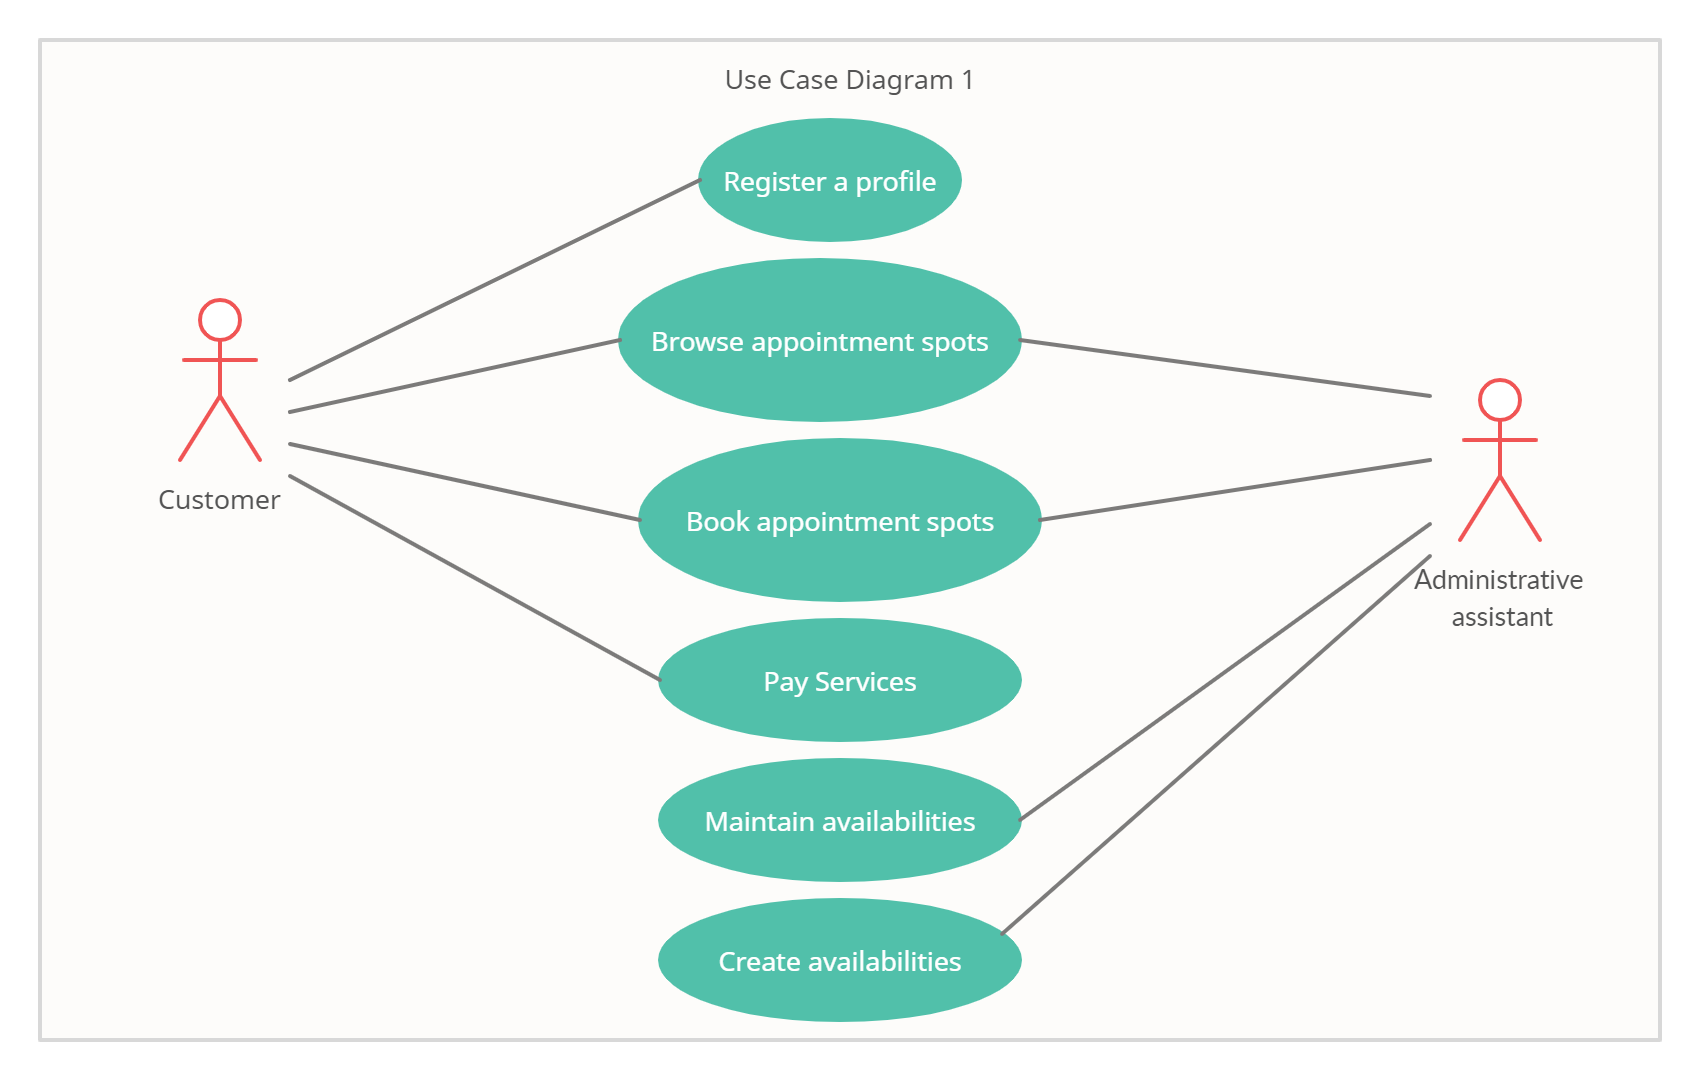 Use Case Diagram 1
Register a profile
Browse appointment spots
Customer
Book appointment spots
Administrative
assistant
Pay Services
Maintain availabilities
Create availabilities